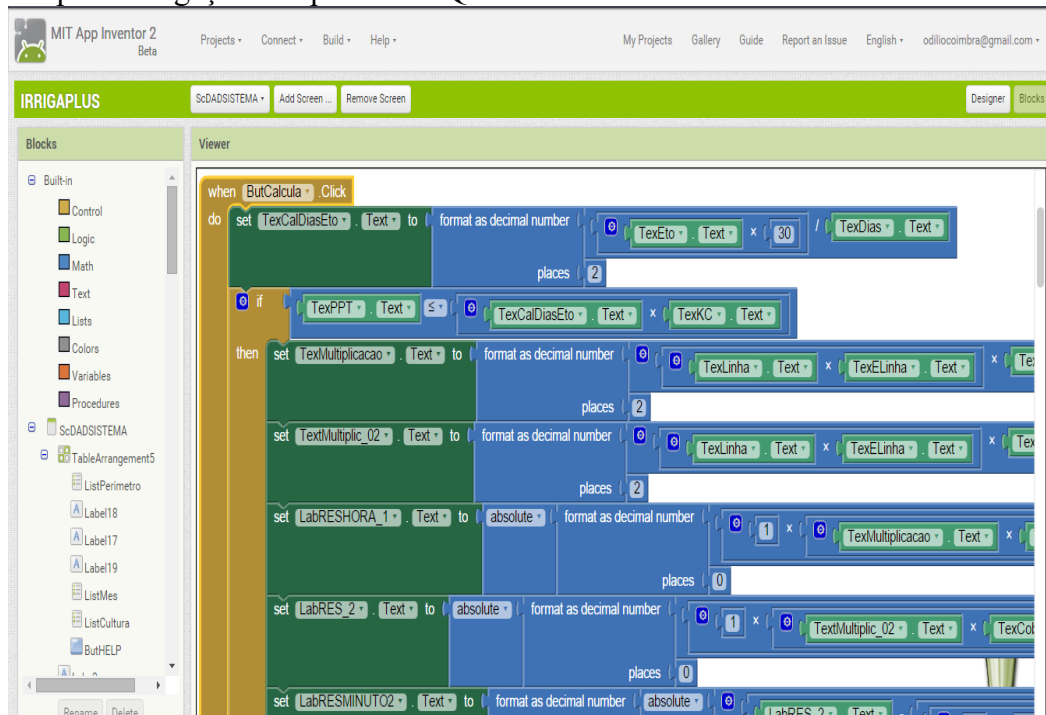 MIT App Inventor 2
Beta
Projects Connect Build Help My Projects Gallery Guide Report an Issue English odiliocoimbra@gmail.com
IRRIGAPLUS ScDADSISTEMA Add Screen ... Remove Screen Designer Blocks
Blocks Viewer
Built-in
Control
Logic
Math
Text
Lists
Colors
Variables
Procedures
ScDADSISTEMA
TableArrangement5
ListPerimetro
Label18
Label17
Label19
ListMes
ListCultura
ButHELP
Rename Delete
when ButCalcula .Click
do set TexCalDiasEto . Text to format as decimal number TexEto . Text × 30 / TexDias . Text
places 2
if TexPPT . Text ≤ TexCalDiasEto . Text × TexKC . Text
then set TexMultiplicacao . Text to format as decimal number TexLinha . Text × TexELinha . Text ×
places 2
set TextMultiplic_02 . Text to format as decimal number TexLinha . Text × TexELinha . Text ×
places 2
set LabRESHORA_1 . Text to absolute format as decimal number 1 × TexMultiplicacao . Text ×
places 0
set LabRES_2 . Text to absolute format as decimal number 1 × TextMultiplic_02 . Text ×
places 0
set LabRESMINUTO2 . Text to format as decimal number absolute LabRES_2 . Text